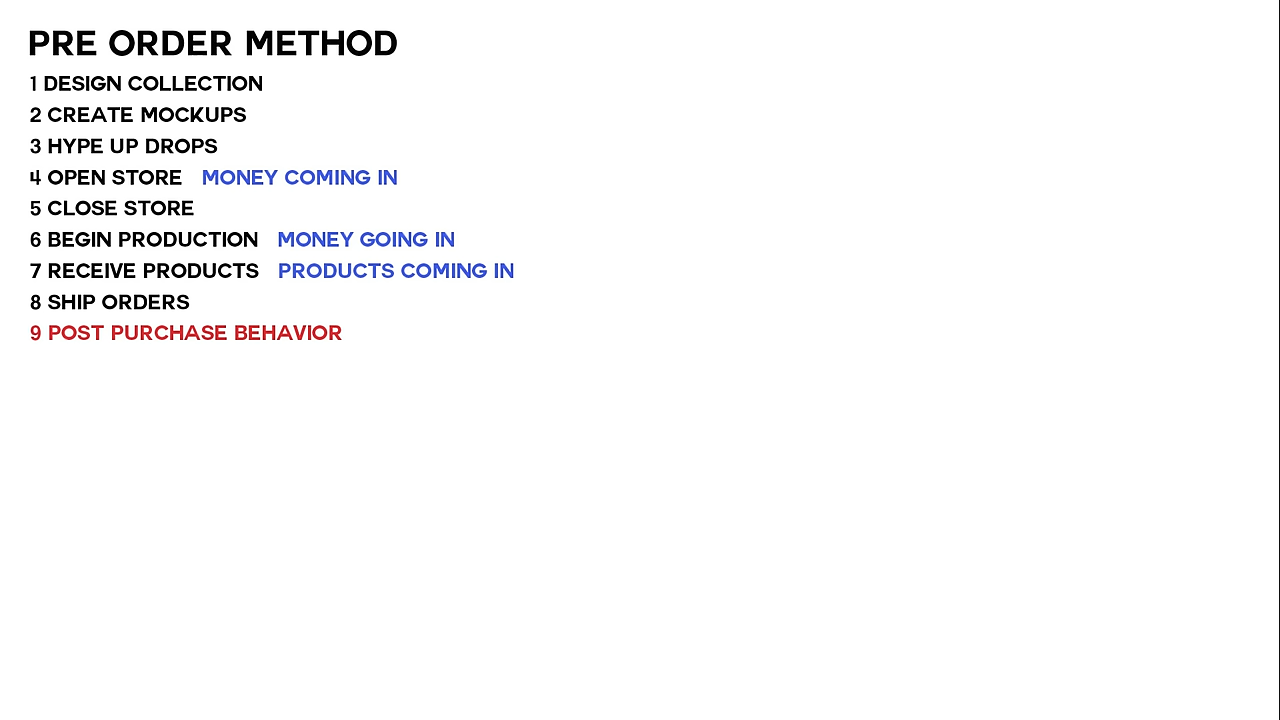 PRE ORDER METHOD
1 DESIGN COLLECTION
2 CREATE MOCKUPS
3 HYPE UP DROPS
4 OPEN STORE MONEY COMING IN
5 CLOSE STORE
6 BEGIN PRODUCTION MONEY GOING IN
7 RECEIVE PRODUCTS PRODUCTS COMING IN
8 SHIP ORDERS
9 POST PURCHASE BEHAVIOR